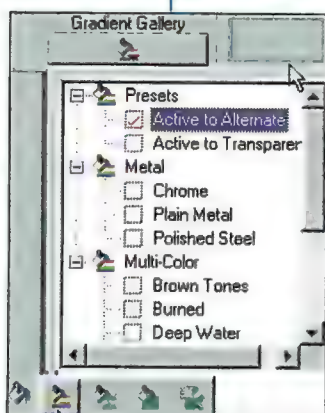 Gradient Gallery
Presets
Active to Alternate
Active to Transparer
Metal
Chrome
Plain Metal
Polished Steel
Multi-Color
Brown Tones
Burned
Deep Water